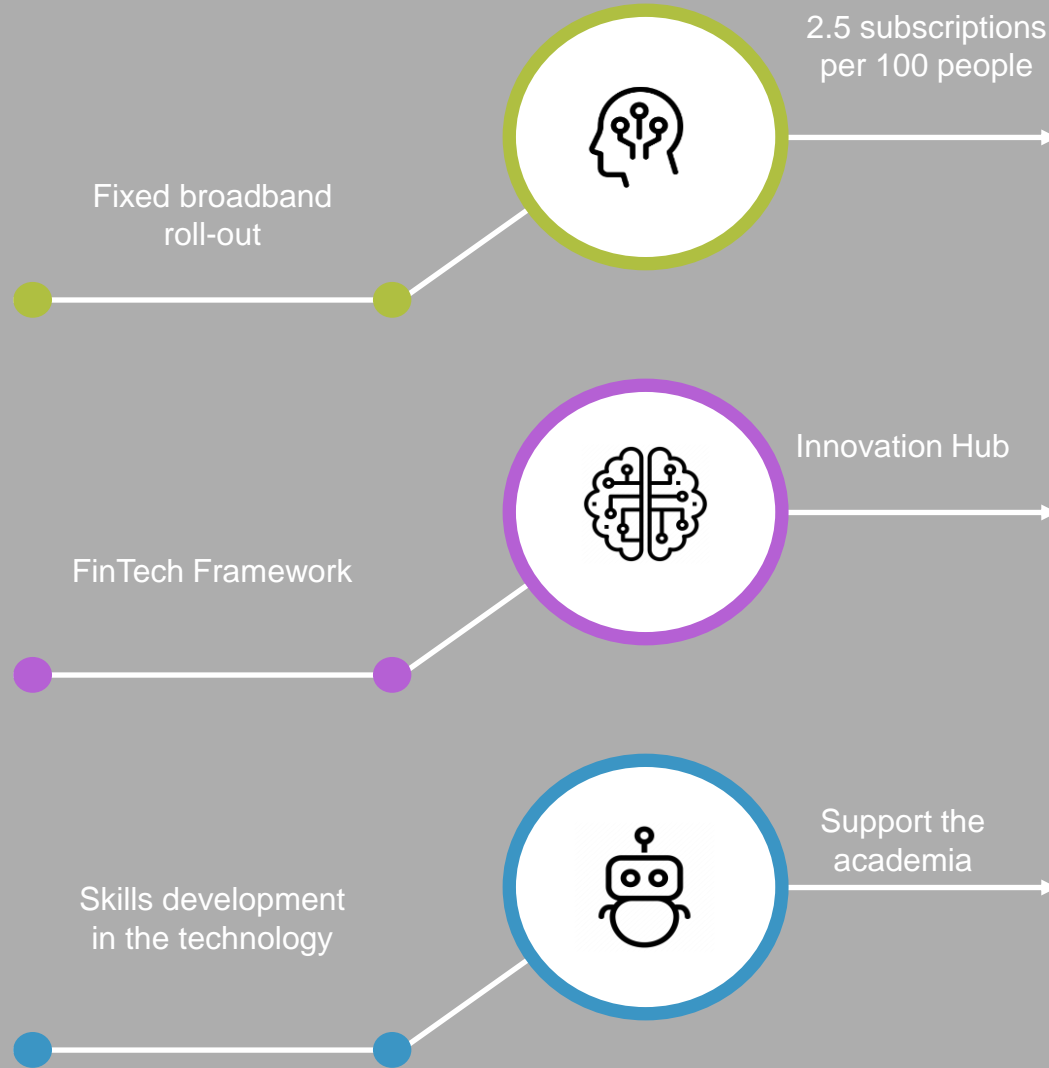 2.5 subscriptions
per 100 people
Fixed broadband
roll-out
Innovation Hub
FinTech Framework
Support the
academia
Skills development
in the technology